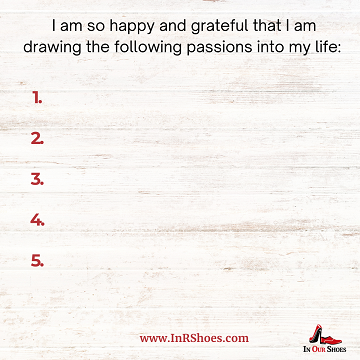 I am so happy and grateful that I am
drawing the following passions into my life:
1.
2.
3.
4.
5.
www.InRShoes.com
In Our Shoes